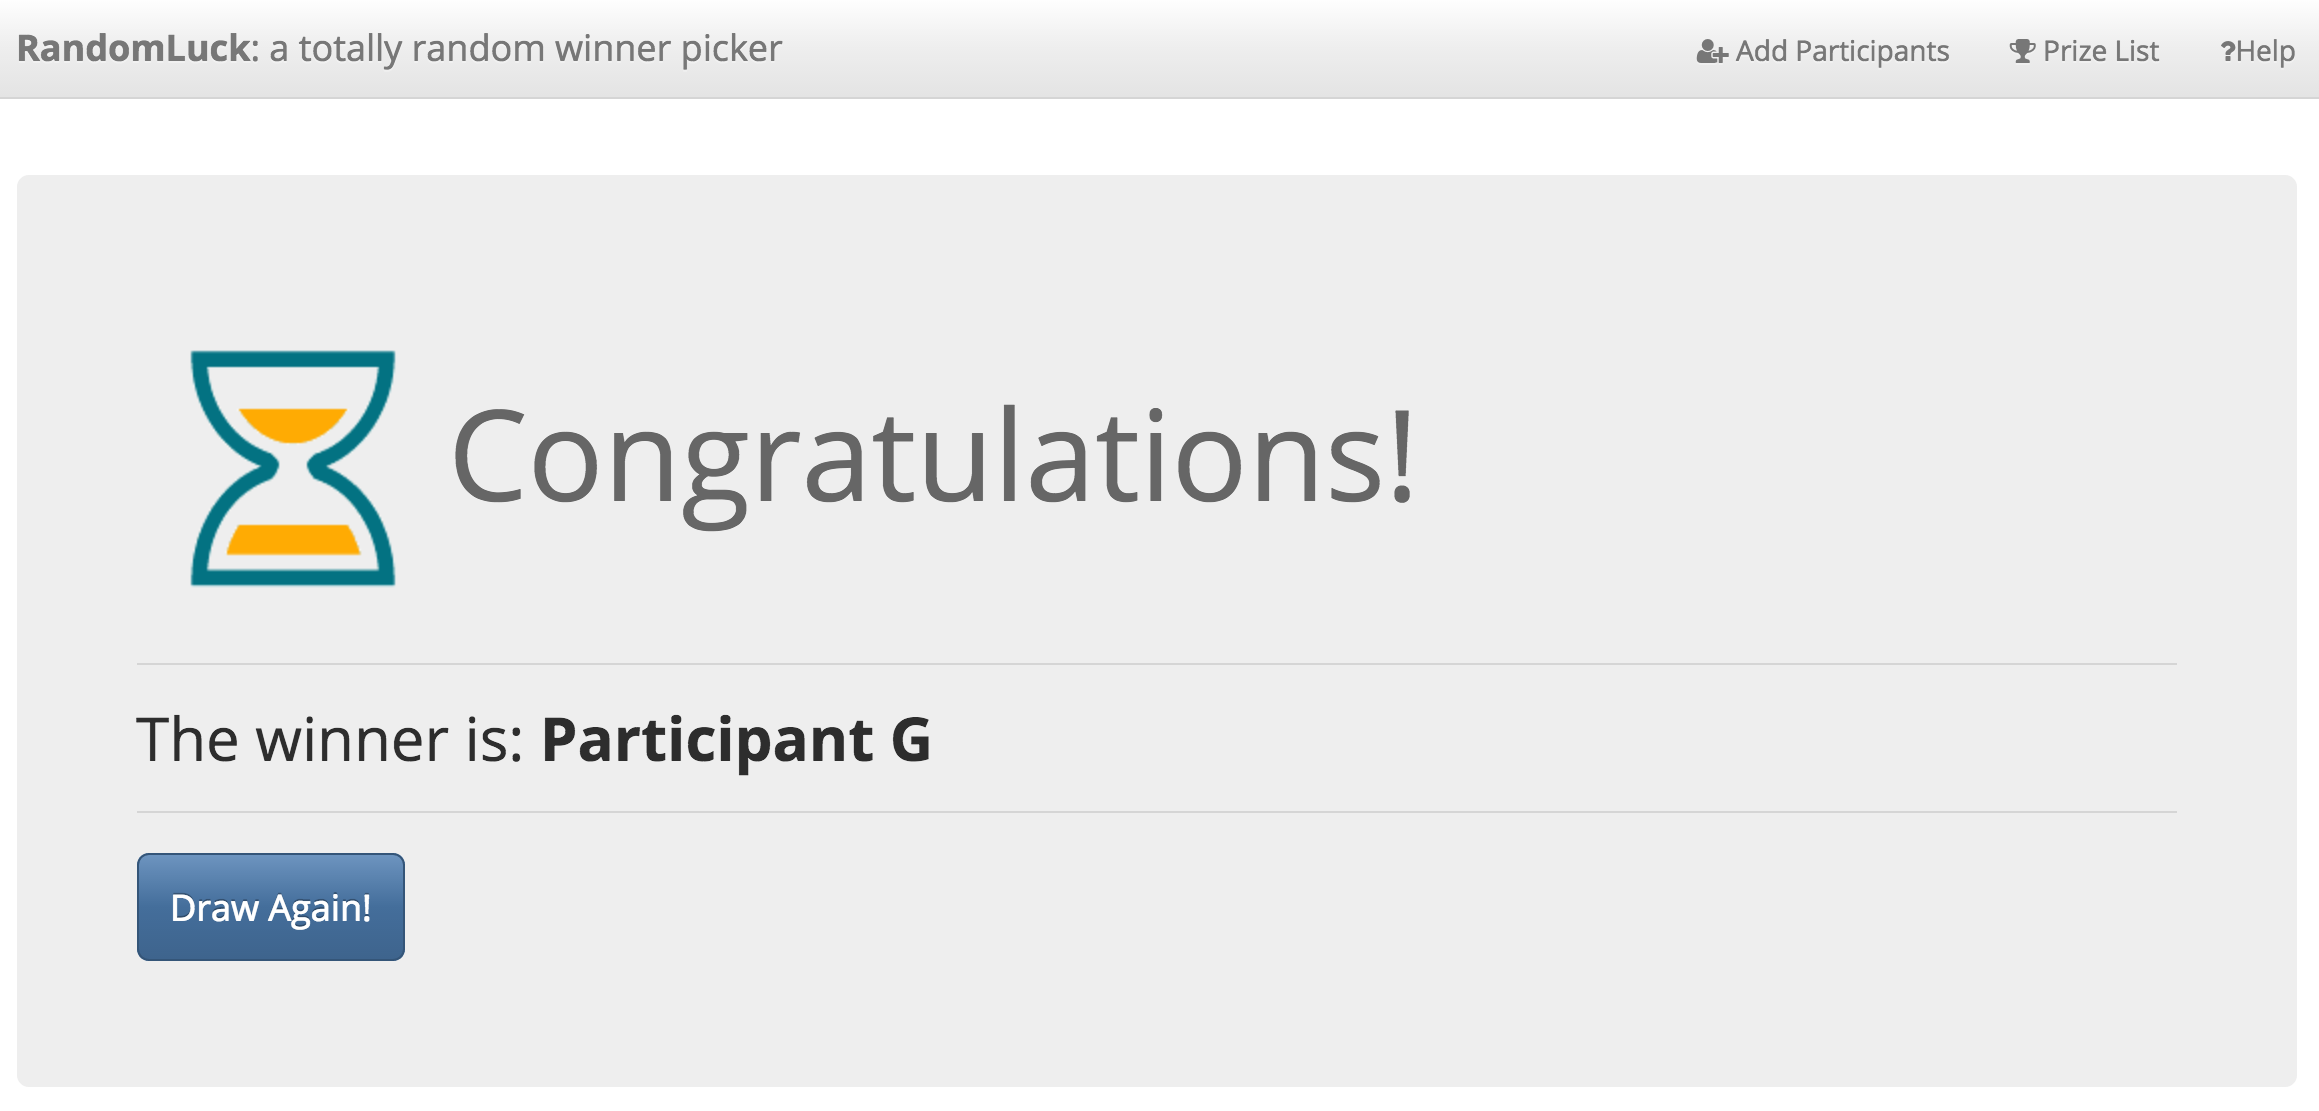 RandomLuck: a totally random winner picker
Add Participants
Prize List
?Help
Congratulations!
The winner is: Participant G
Draw Again!